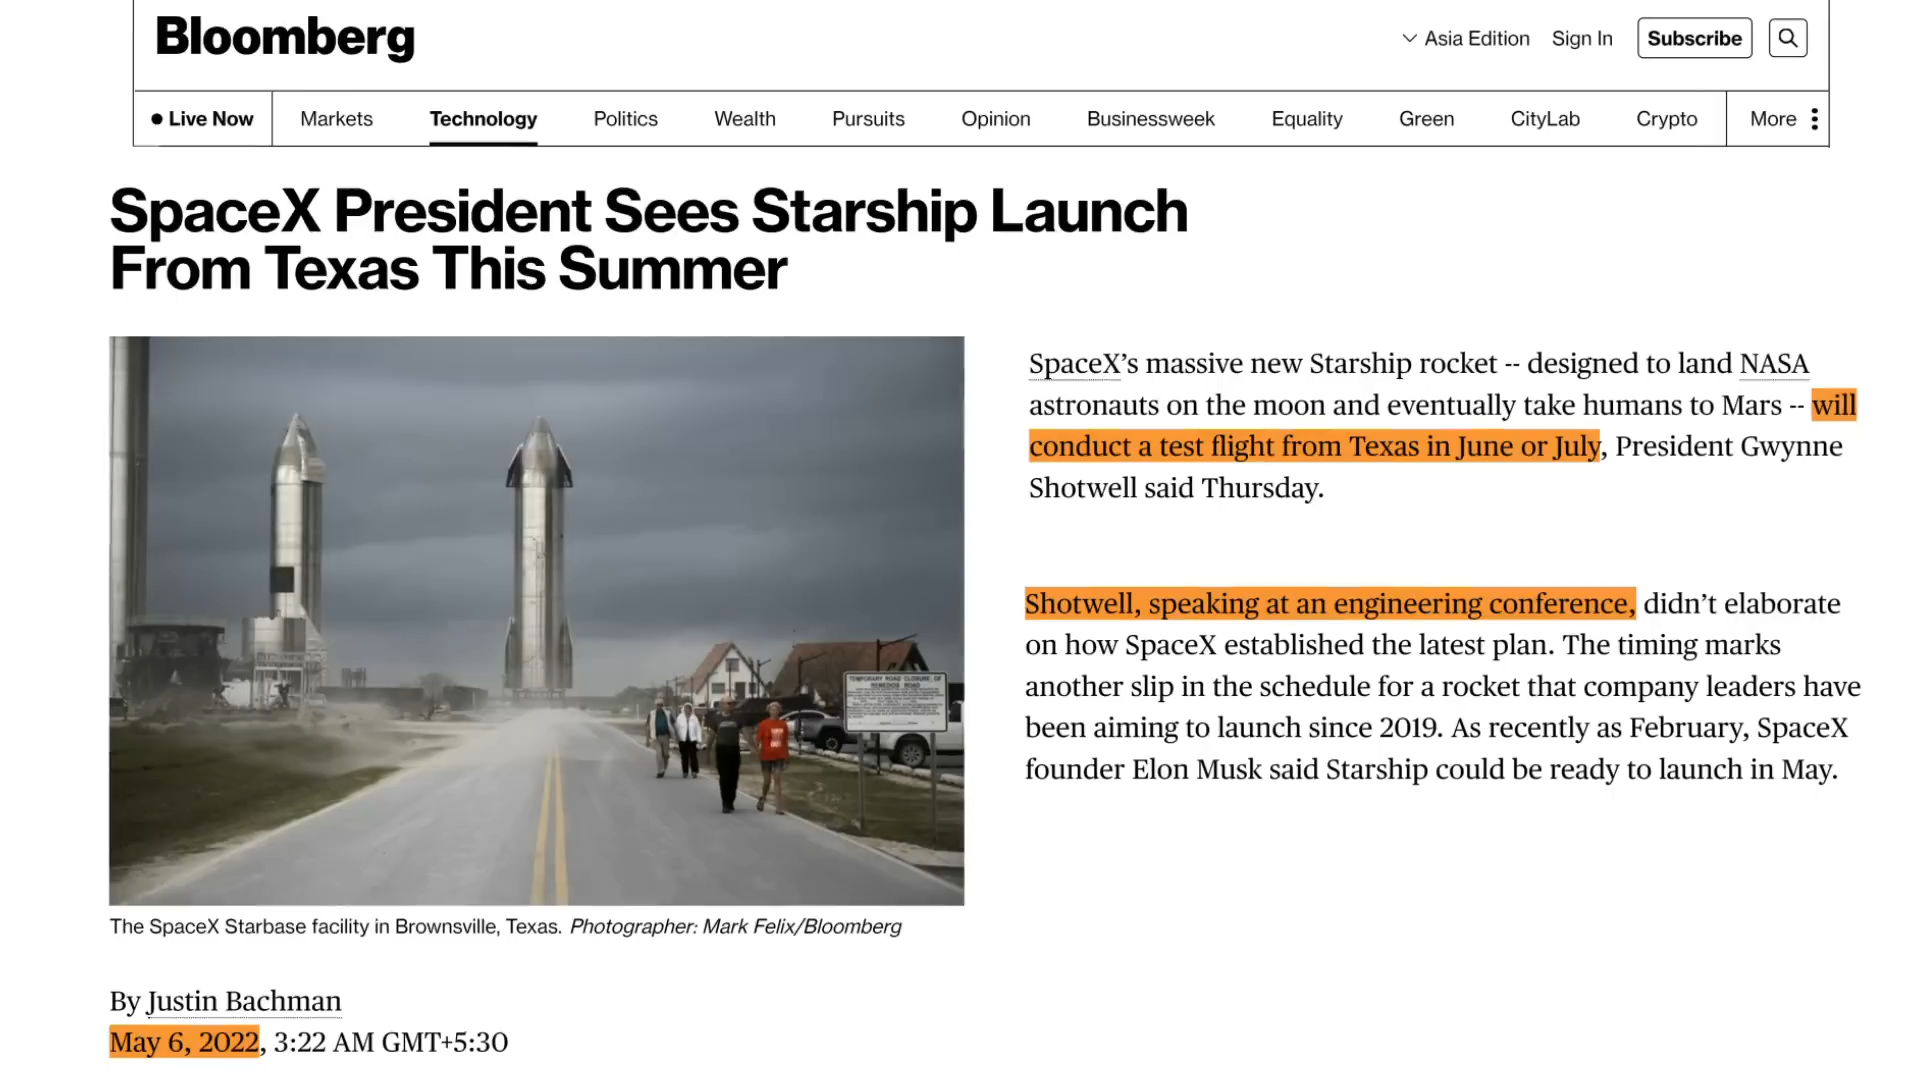 Bloomberg
Asia Edition
Sign In
Subscribe
Live Now
Markets
Technology
Politics
Wealth
Pursuits
Opinion
Businessweek
Equality
Green
CityLab
Crypto
More
SpaceX President Sees Starship Launch
From Texas This Summer
SpaceX’s massive new Starship rocket -- designed to land NASA
astronauts on the moon and eventually take humans to Mars -- will
conduct a test flight from Texas in June or July, President Gwynne
Shotwell said Thursday.
Shotwell, speaking at an engineering conference, didn’t elaborate
on how SpaceX established the latest plan. The timing marks
another slip in the schedule for a rocket that company leaders have
been aiming to launch since 2019. As recently as February, SpaceX
founder Elon Musk said Starship could be ready to launch in May.
TEMPORARY ROAD CLOSURE OF
REMEDIOS ROAD
The SpaceX Starbase facility in Brownsville, Texas. Photographer: Mark Felix/Bloomberg
By Justin Bachman
May 6, 2022, 3:22 AM GMT+5:30